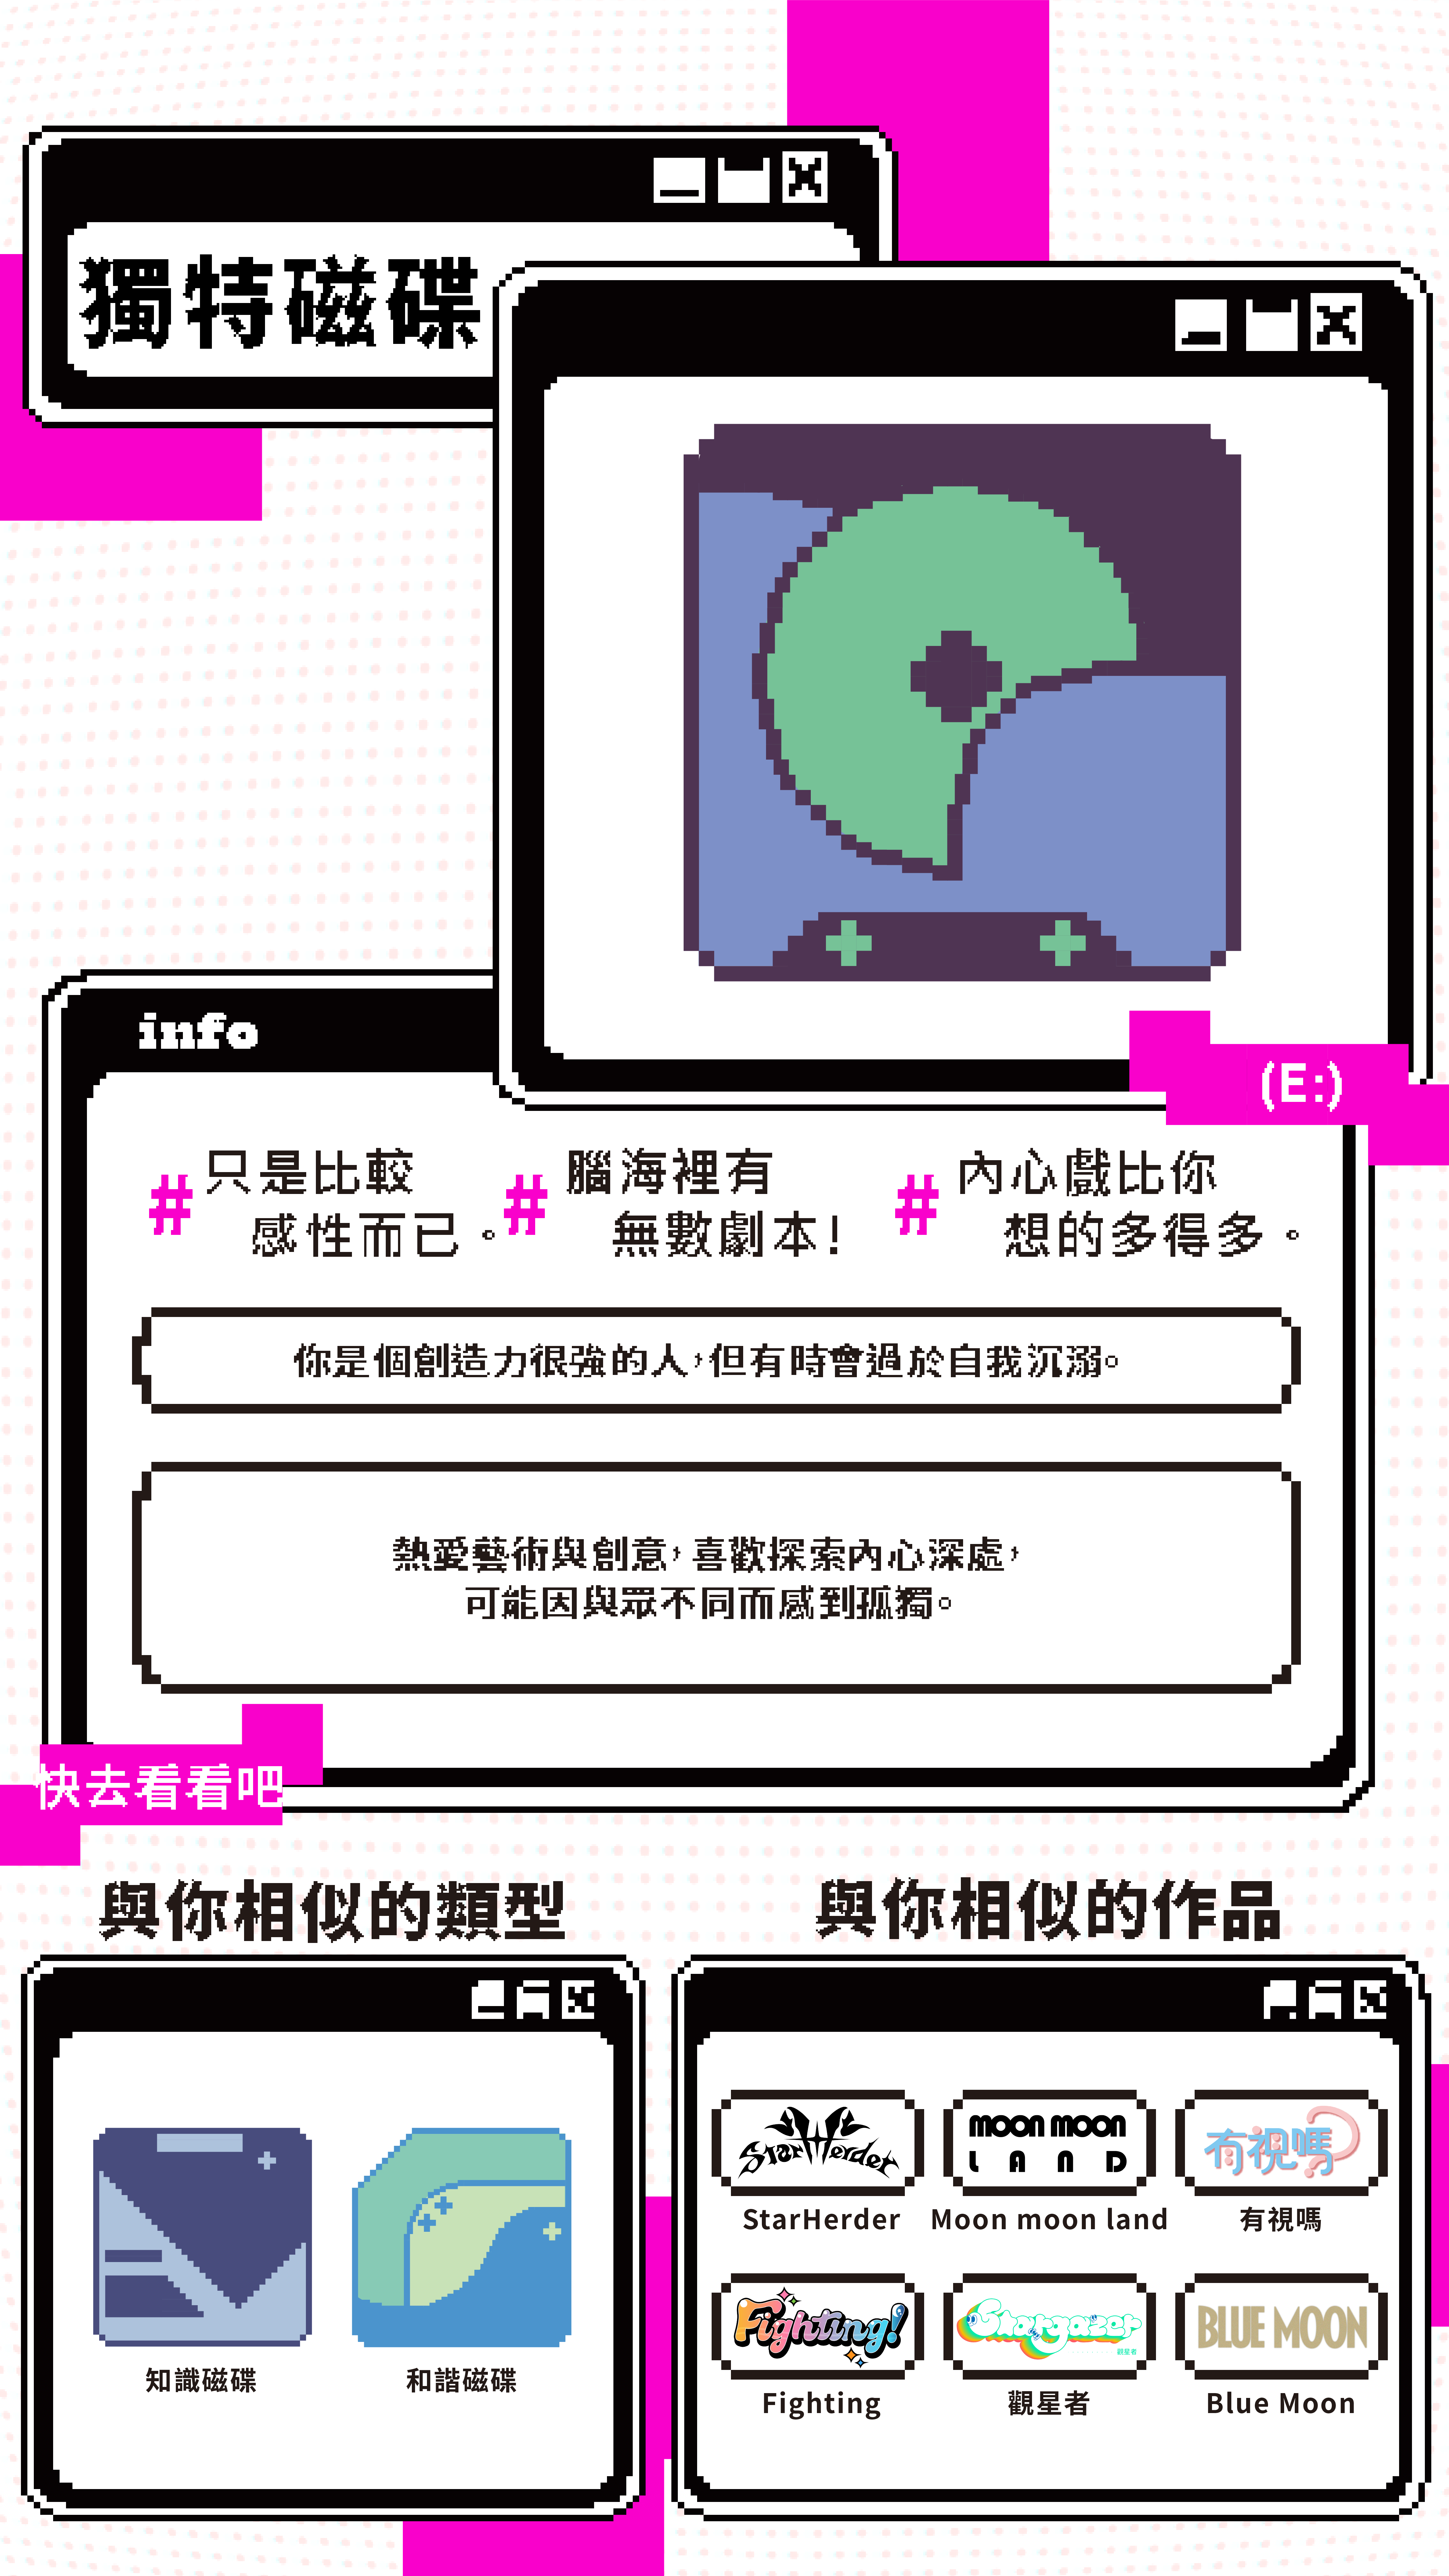 獨特磁碟
(E:)
info
#只是比較
感性而已。
#腦海裡有
無數劇本!
#內心戲比你
想的多得多。
你是個創造力很強的人，但有時會過於自我沉溺。
熱愛藝術與創意，喜歡探索內心深處，
可能因與眾不同而感到孤獨。
快去看看吧
與你相似的類型
知識磁碟
和諧磁碟
與你相似的作品
StarHerder
StarHerder
MOON MOON
LAND
Moon moon land
有視嗎
有視嗎
Fighting!
Fighting
Stargazer
觀星者
觀星者
BLUE MOON
Blue Moon